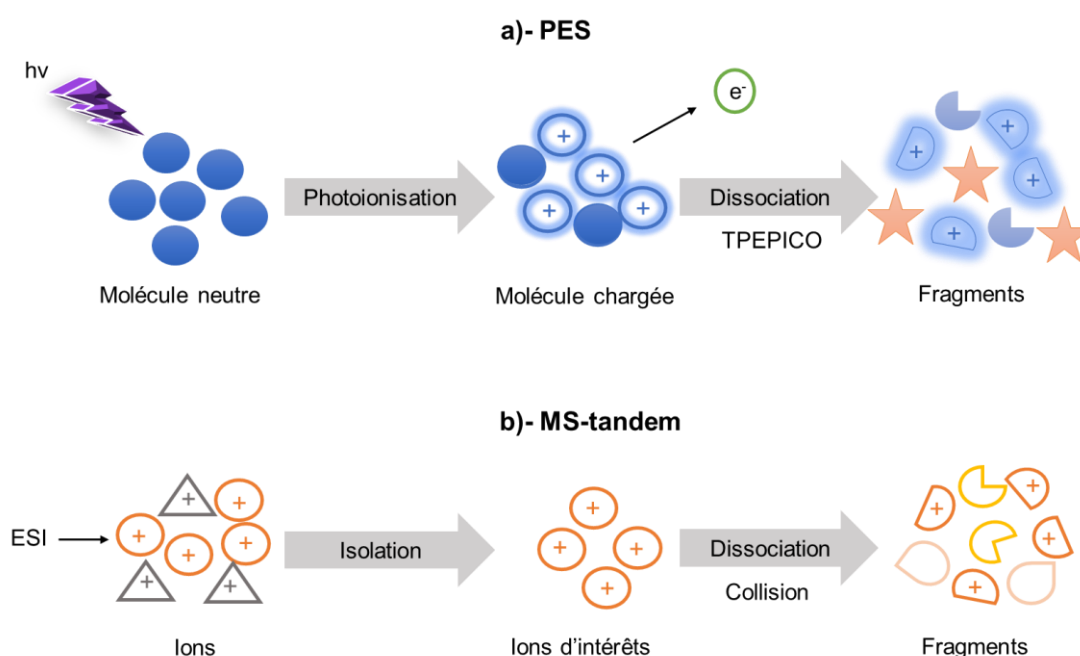 a)- PES
hv
e-
+
+
+
+
+
+
+
+
Photoionisation
Dissociation
TPEPICO
Molécule neutre
Molécule chargée
Fragments
b)- MS-tandem
ESI
+
+
+
+
+
+
+
Isolation
+
+
+
+
Dissociation
Collision
+
+
+
+
Ions
Ions d’intérêts
Fragments